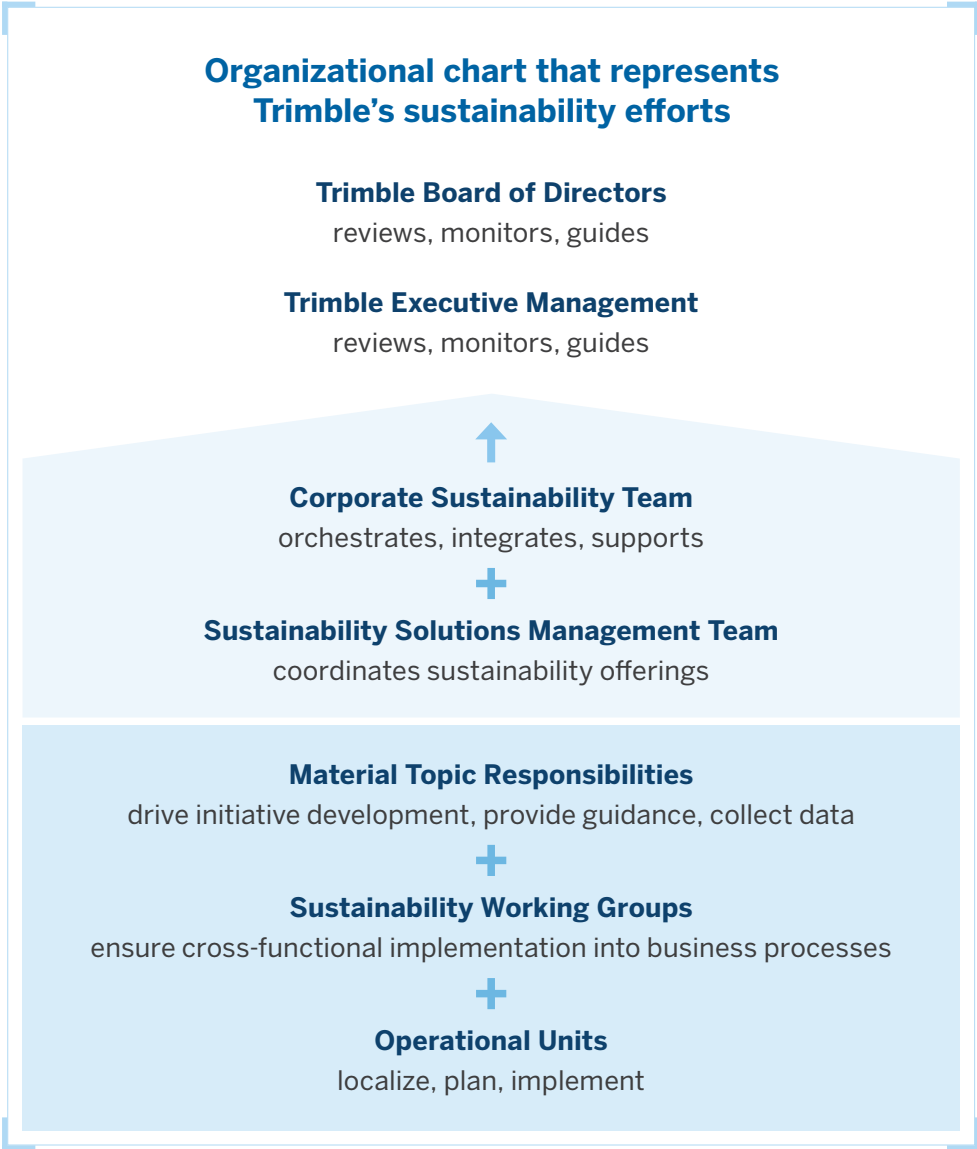 Organizational chart that represents
Trimble’s sustainability efforts
Trimble Board of Directors
reviews, monitors, guides
Trimble Executive Management
reviews, monitors, guides
Corporate Sustainability Team
orchestrates, integrates, supports
+
Sustainability Solutions Management Team
coordinates sustainability offerings
Material Topic Responsibilities
drive initiative development, provide guidance, collect data
+
Sustainability Working Groups
ensure cross-functional implementation into business processes
+
Operational Units
localize, plan, implement